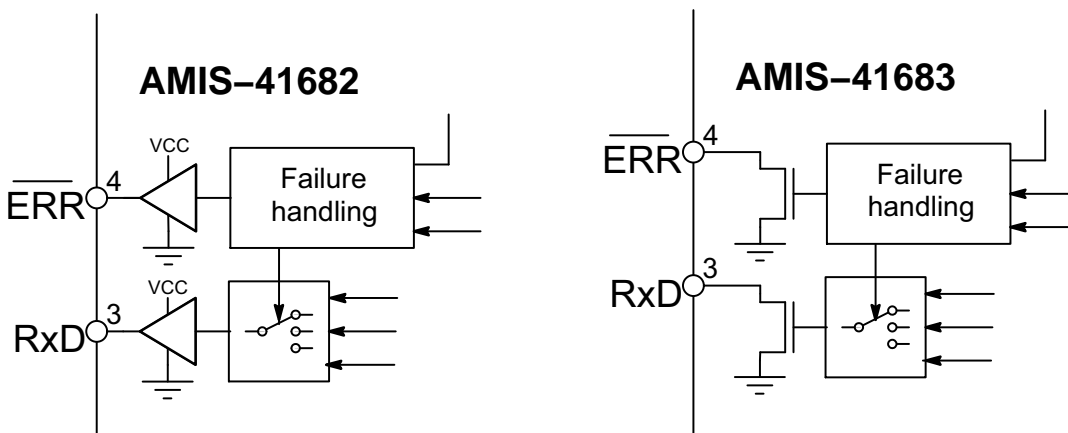 AMIS−41682
VCC
4
ERR
Failure
handling
VCC
3
RxD
AMIS−41683
4
ERR
Failure
handling
3
RxD